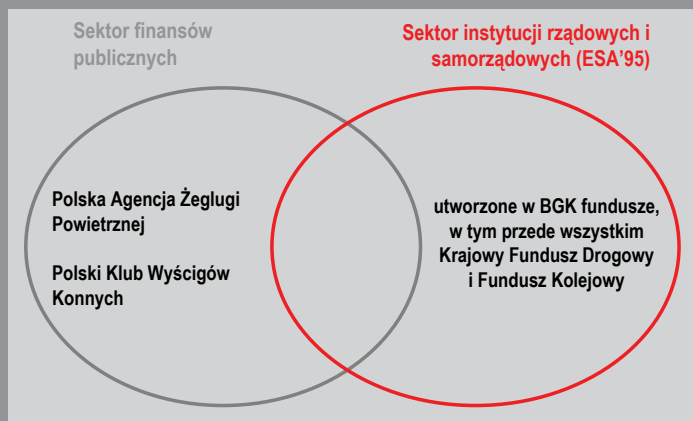 Sektor finansów
publicznych
Sektor instytucji rządowych i
samorządowych (ESA’95)
Polska Agencja Żeglugi
Powietrznej
Polski Klub Wyścigów
Konnych
utworzone w BGK fundusze,
w tym przede wszystkim
Krajowy Fundusz Drogowy
i Fundusz Kolejowy